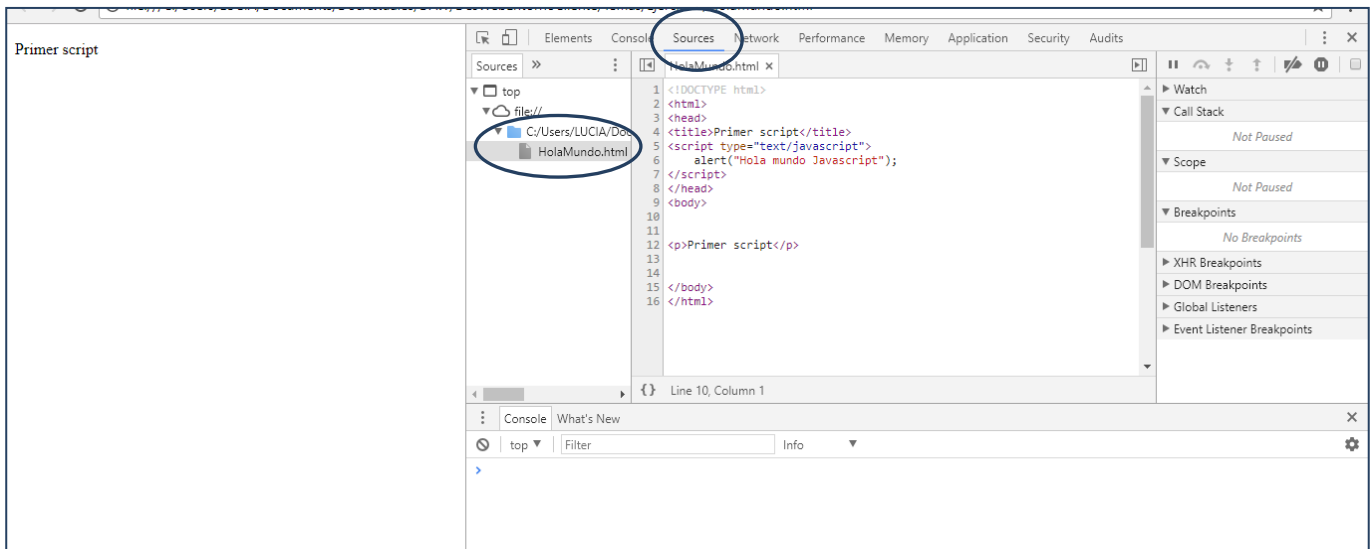 Primer script
Elements Console Sources Network Performance Memory Application Security Audits
Sources »
top
file://
C:/Users/LUCIA/Doc
HolaMundo.html
HolaMundo.html ×
1 <!DOCTYPE html>
2 <html>
3 <head>
4 <title>Primer script</title>
5 <script type="text/javascript">
6 alert("Hola mundo Javascript");
7 </script>
8 </head>
9 <body>
10
11
12 <p>Primer script</p>
13
14
15 </body>
16 </html>
{} Line 10, Column 1
Watch
Call Stack
Not Paused
Scope
Not Paused
Breakpoints
No Breakpoints
XHR Breakpoints
DOM Breakpoints
Global Listeners
Event Listener Breakpoints
Console What's New
top Filter Info